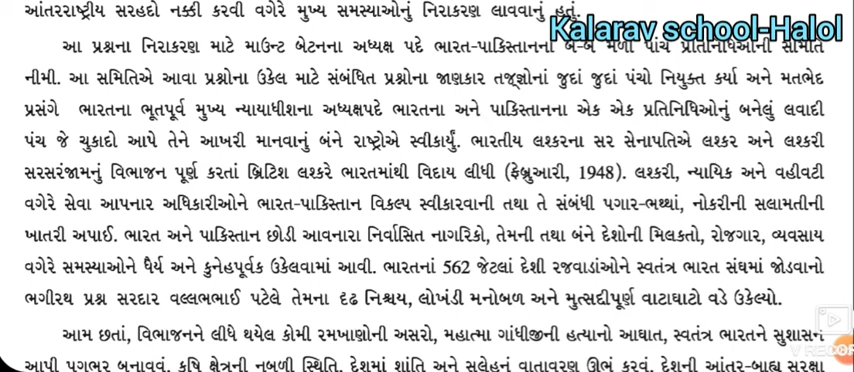 આંતરરાષ્ટ્રીય સરહદો નક્કી કરવી વગેરે મુખ્ય સમસ્યાઓનું નિરાકરણ લાવવાનું હતું.
Kalarav school-Halol
આ પ્રશ્નના નિરાકરણ માટે માઉન્ટ બેટનના અધ્યક્ષ પદે ભારત-પાકિસ્તાનના બે-બે મળી પાંચ પ્રતિનિધિઓની સમિતિ
નીમી. આ સમિતિએ આવા પ્રશ્નોના ઉકેલ માટે સંબંધિત પ્રશ્નોના જાણકાર તજ્જ્ઞોનાં જુદાં જુદાં પંચો નિયુક્ત કર્યા અને મતભેદ
પ્રસંગે ભારતના ભૂતપૂર્વ મુખ્ય ન્યાયાધીશના અધ્યક્ષપદે ભારતના અને પાકિસ્તાનના એક એક પ્રતિનિધિઓનું બનેલું લવાદી
પંચ જે ચુકાદો આપે તેને આખરી માનવાનું બંને રાષ્ટ્રોએ સ્વીકાર્યું. ભારતીય લશ્કરના સર સેનાપતિએ લશ્કર અને લશ્કરી
સરસરંજામનું વિભાજન પૂર્ણ કરતાં બ્રિટિશ લશ્કરે ભારતમાંથી વિદાય લીધી (ફેબ્રુઆરી, 1948). લશ્કરી, ન્યાયિક અને વહીવટી
વગેરે સેવા આપનાર અધિકારીઓને ભારત-પાકિસ્તાન વિકલ્પ સ્વીકારવાની તથા તે સંબંધી પગાર-ભથ્થાં, નોકરીની સલામતીની
ખાતરી અપાઈ. ભારત અને પાકિસ્તાન છોડી આવનારા નિર્વાસિત નાગરિકો, તેમની તથા બંને દેશોની મિલકતો, રોજગાર, વ્યવસાય
વગેરે સમસ્યાઓને ધૈર્ય અને કુનેહપૂર્વક ઉકેલવામાં આવી. ભારતનાં 562 જેટલાં દેશી રજવાડાંઓને સ્વતંત્ર ભારત સંઘમાં જોડવાનો
ભગીરથ પ્રશ્ન સરદાર વલ્લભભાઈ પટેલે તેમના દૃઢ નિશ્ચય, લોખંડી મનોબળ અને મુત્સદ્દીપૂર્ણ વાટાઘાટો વડે ઉકેલ્યો.
આમ છતાં, વિભાજનને લીધે થયેલ કોમી રમખાણોની અસરો, મહાત્મા ગાંધીજીની હત્યાનો આઘાત, સ્વતંત્ર ભારતને સુશાસન
આપી પગભર બનાવવું, કૃષિ ક્ષેત્રની નબળી સ્થિતિ, દેશમાં શાંતિ અને સલેહનું વાતાવરણ ઊભું કરવું, દેશની આંતર-બાહ્ય સુરક્ષા